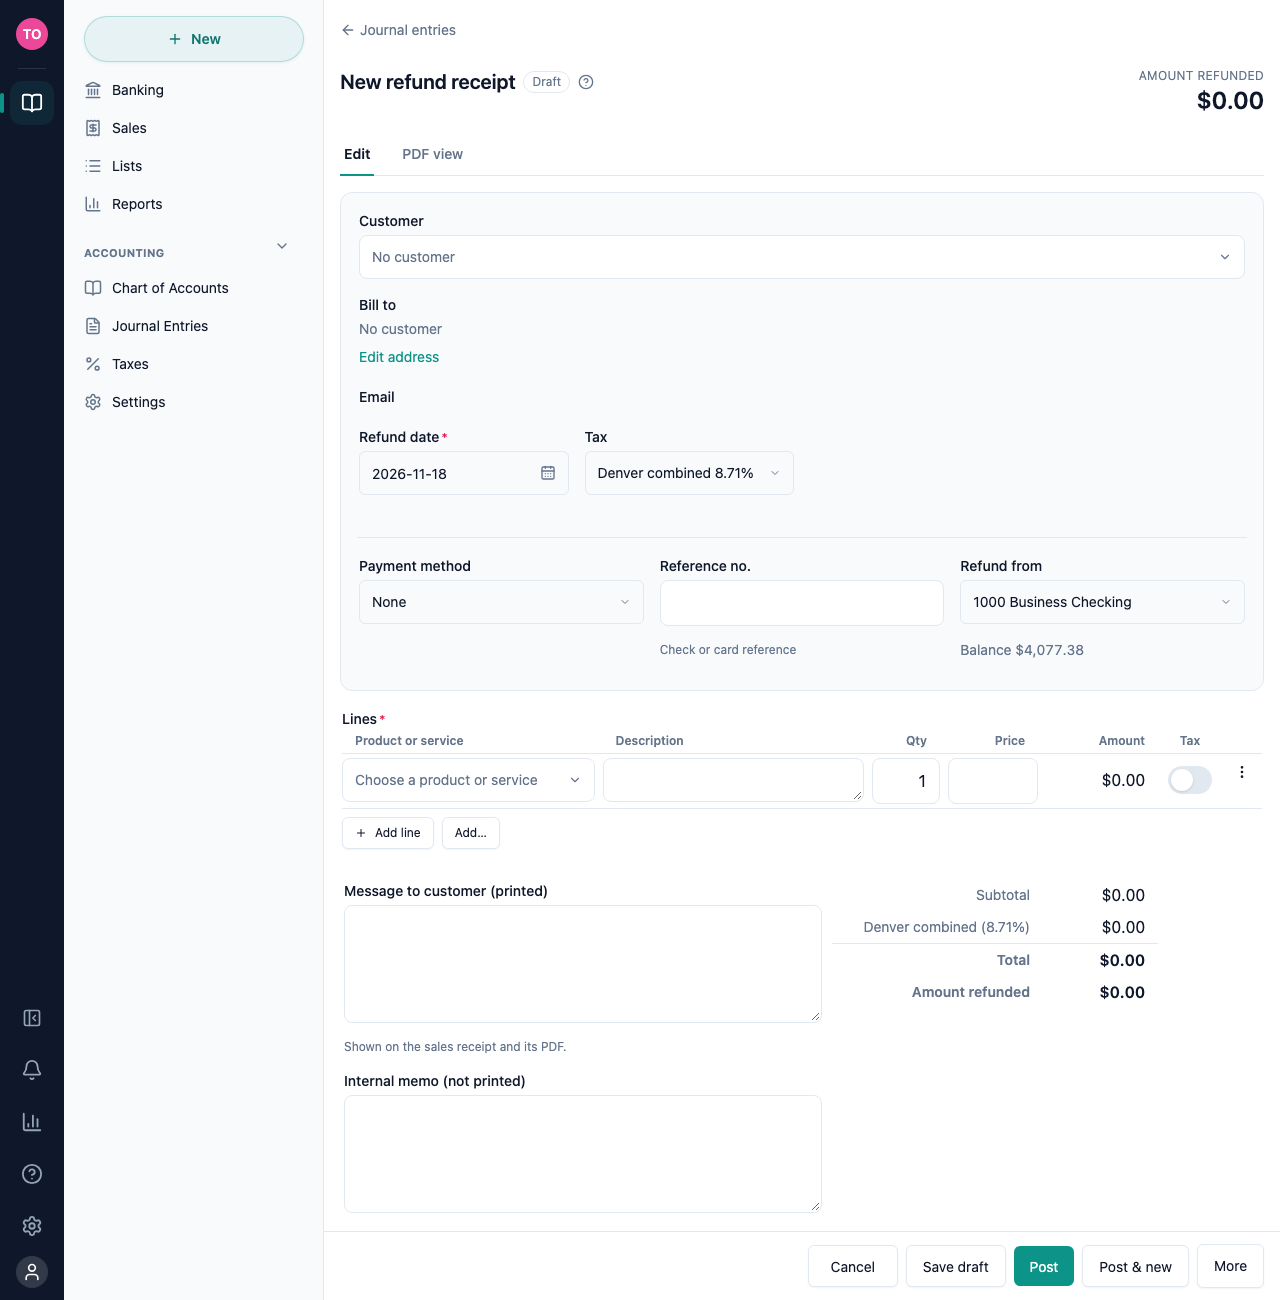 TO
New
Banking
Sales
Lists
Reports
ACCOUNTING
Chart of Accounts
Journal Entries
Taxes
Settings
Journal entries
New refund receipt
Draft
AMOUNT REFUNDED
$0.00
Edit
PDF view
Customer
No customer
Bill to
No customer
Edit address
Email
Refund date*
Tax
2026-11-18
Denver combined 8.71%
Payment method
Reference no.
Refund from
None
1000 Business Checking
Check or card reference
Balance $4,077.38
Lines*
Product or service
Description
Qty
Price
Amount
Tax
Choose a product or service
1
$0.00
Add line
Add...
Message to customer (printed)
Subtotal
$0.00
Denver combined (8.71%)
$0.00
Total
$0.00
Amount refunded
$0.00
Shown on the sales receipt and its PDF.
Internal memo (not printed)
Cancel
Save draft
Post
Post & new
More